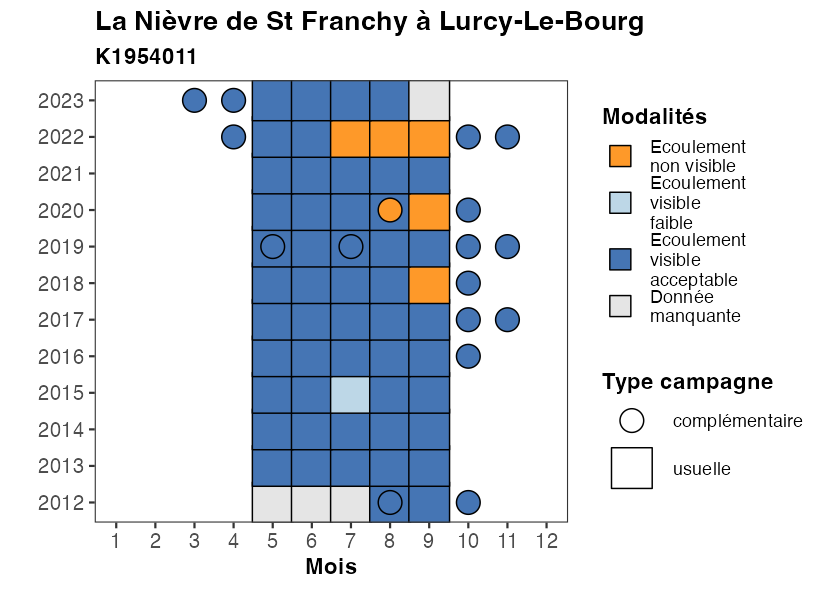 La Nièvre de St Franchy à Lurcy-Le-Bourg
K1954011
2023
2022
2021
2020
2019
2018
2017
2016
2015
2014
2013
2012
1 2 3 4 5 6 7 8 9 10 11 12
Mois
Modalités
Ecoulement
non visible
Ecoulement
visible
faible
Ecoulement
visible
acceptable
Donnée
manquante
Type campagne
complémentaire
usuelle